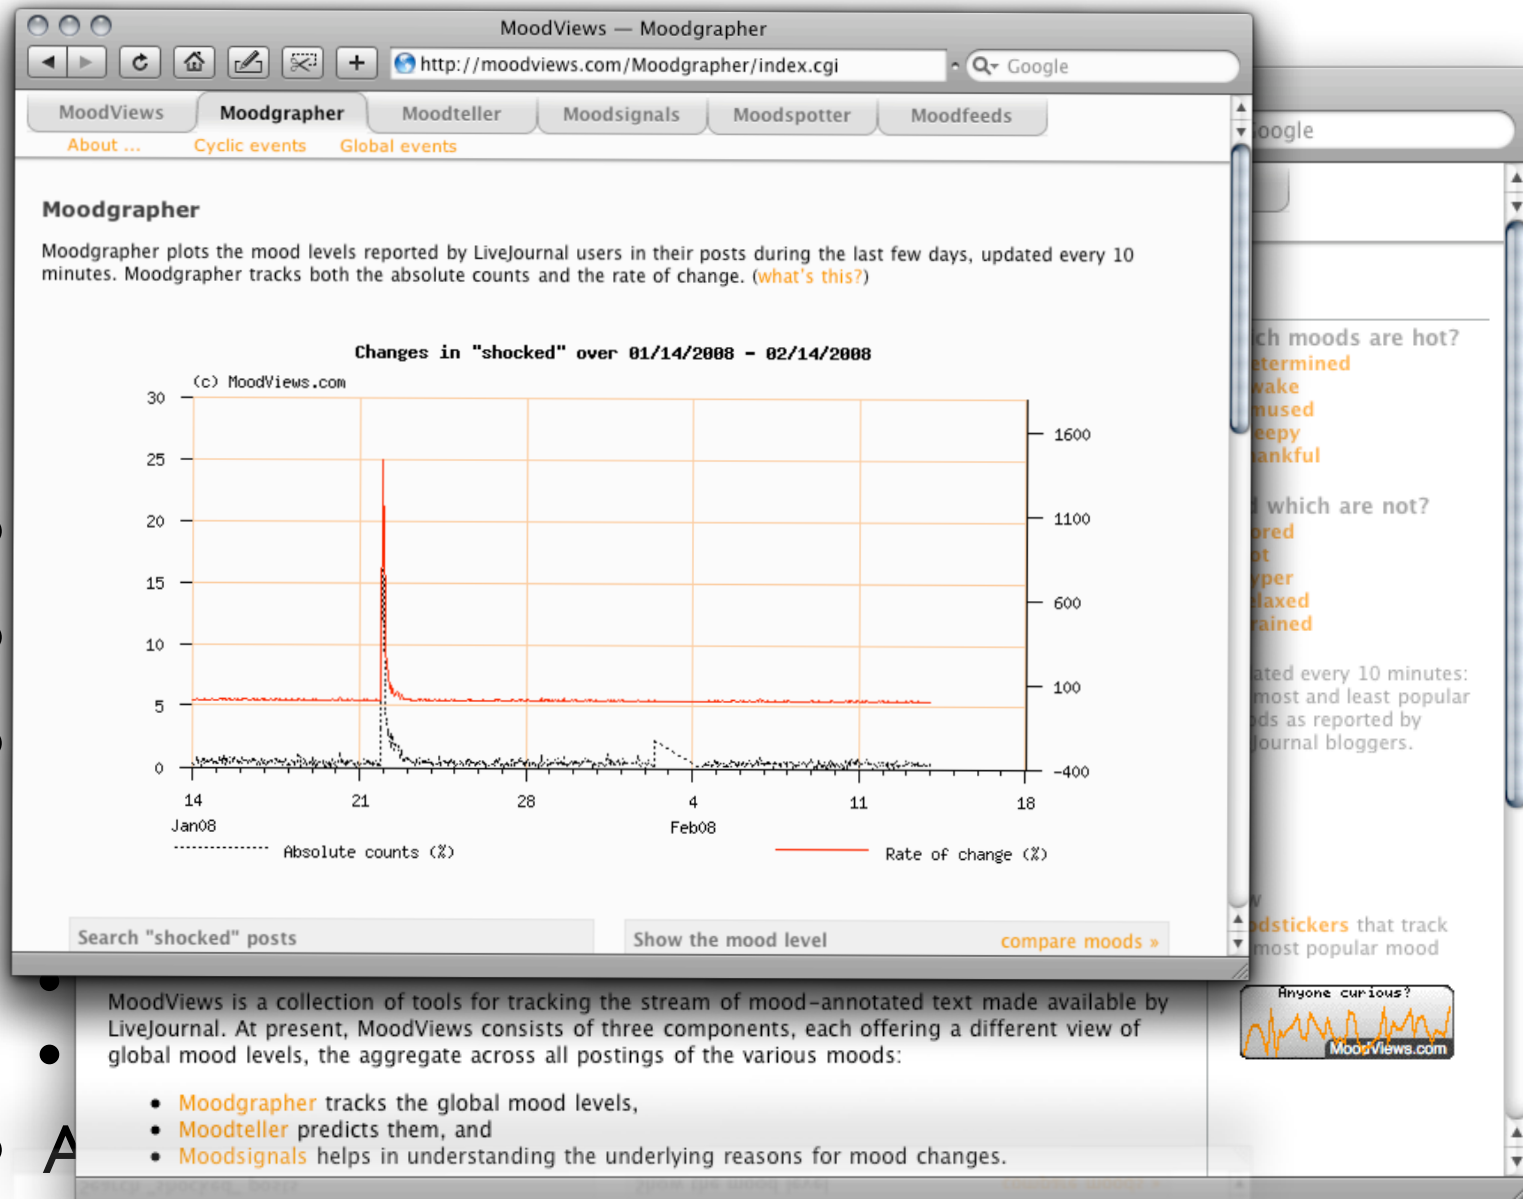 MoodViews — Moodgrapher
http://moodviews.com/Moodgrapher/index.cgi
Google
MoodViews
Moodgrapher
Moodteller
Moodsignals
Moodspotter
Moodfeeds
About ...
Cyclic events
Global events
Moodgrapher
Moodgrapher plots the mood levels reported by LiveJournal users in their posts during the last few days, updated every 10
minutes. Moodgrapher tracks both the absolute counts and the rate of change. (what's this?)
Changes in "shocked" over 01/14/2008 - 02/14/2008
(c) MoodViews.com
30
25
20
15
10
5
0
1600
1100
600
100
-400
14
21
28
4
11
18
Jan08
Feb08
Absolute counts (%)
Rate of change (%)
Search "shocked" posts
Show the mood level
compare moods »
oogle
ch moods are hot?
etermined
wake
mused
eepy
ankful
d which are not?
ored
ot
yper
elaxed
rained
ated every 10 minutes:
most and least popular
ods as reported by
Journal bloggers.
w
odstickers that track
most popular mood
Anyone curious?
MoodViews.com
MoodViews is a collection of tools for tracking the stream of mood-annotated text made available by
LiveJournal. At present, MoodViews consists of three components, each offering a different view of
global mood levels, the aggregate across all postings of the various moods:
• Moodgrapher tracks the global mood levels,
• Moodteller predicts them, and
• Moodsignals helps in understanding the underlying reasons for mood changes.
A